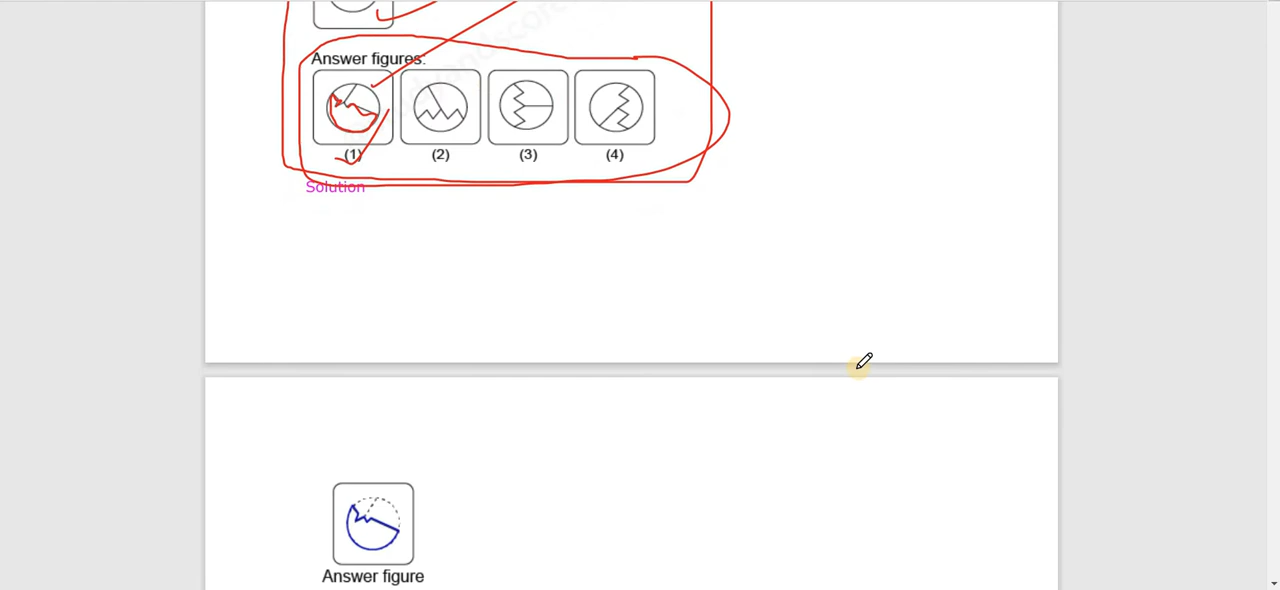 Answer figures:
(1) (2) (3) (4)
Solution
Answer figure